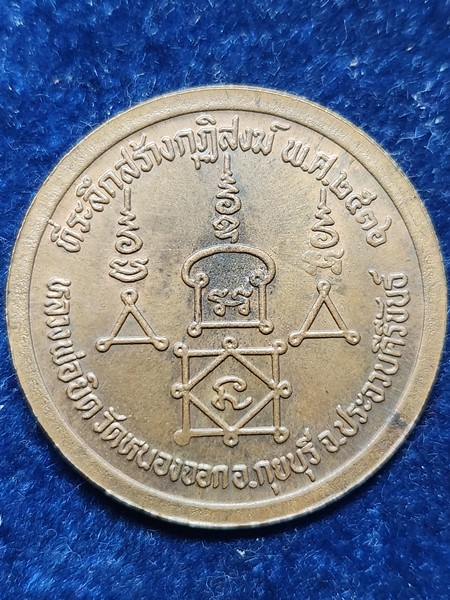 ที่ระลึกสร้างกุฏิสงฆ์ พ.ศ.๒๕๓๖
หลวงพ่อยิด วัดหนองจอก อ.กุยบุรี จ.ประจวบคีรีขันธ์